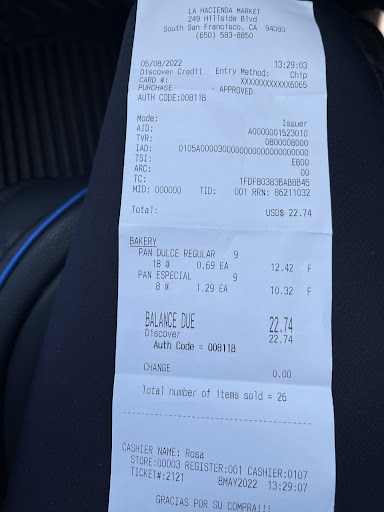 LA HACIENDA MARKET
249 Hillside Blvd
South San Francisco, CA 94080
(650) 583-8850
05/08/2022 13:29:03
Discover Credit Entry Method: Chip
CARD #: XXXXXXXXXXXX6065
PURCHASE - APPROVED
AUTH CODE:00811B
Mode: Issuer
AID: A0000001523010
TVR: 0800008000
IAD: 0105A00003000000000000000000000000
TSI: E800
ARC: 00
TC: 1FDF80383BABBB45
MID: 000000 TID: 001 RRN: 86211032
Total: USD$ 22.74
BAKERY
PAN DULCE REGULAR 9
18 @ 0.69 EA 12.42 F
PAN ESPECIAL 9
8 @ 1.29 EA 10.32 F
BALANCE DUE 22.74
Discover 22.74
Auth Code = 00811B
CHANGE 0.00
Total number of items sold = 26
CASHIER NAME: Rosa
STORE:00003 REGISTER:001 CASHIER:0107
TICKET#:2121 8MAY2022 13:29:07
GRACIAS POR SU COMPRA!!!